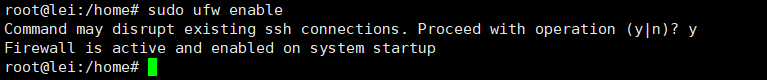 root@lei:/home# sudo ufw enable
Command may disrupt existing ssh connections. Proceed with operation (y|n)? y
Firewall is active and enabled on system startup
root@lei:/home#